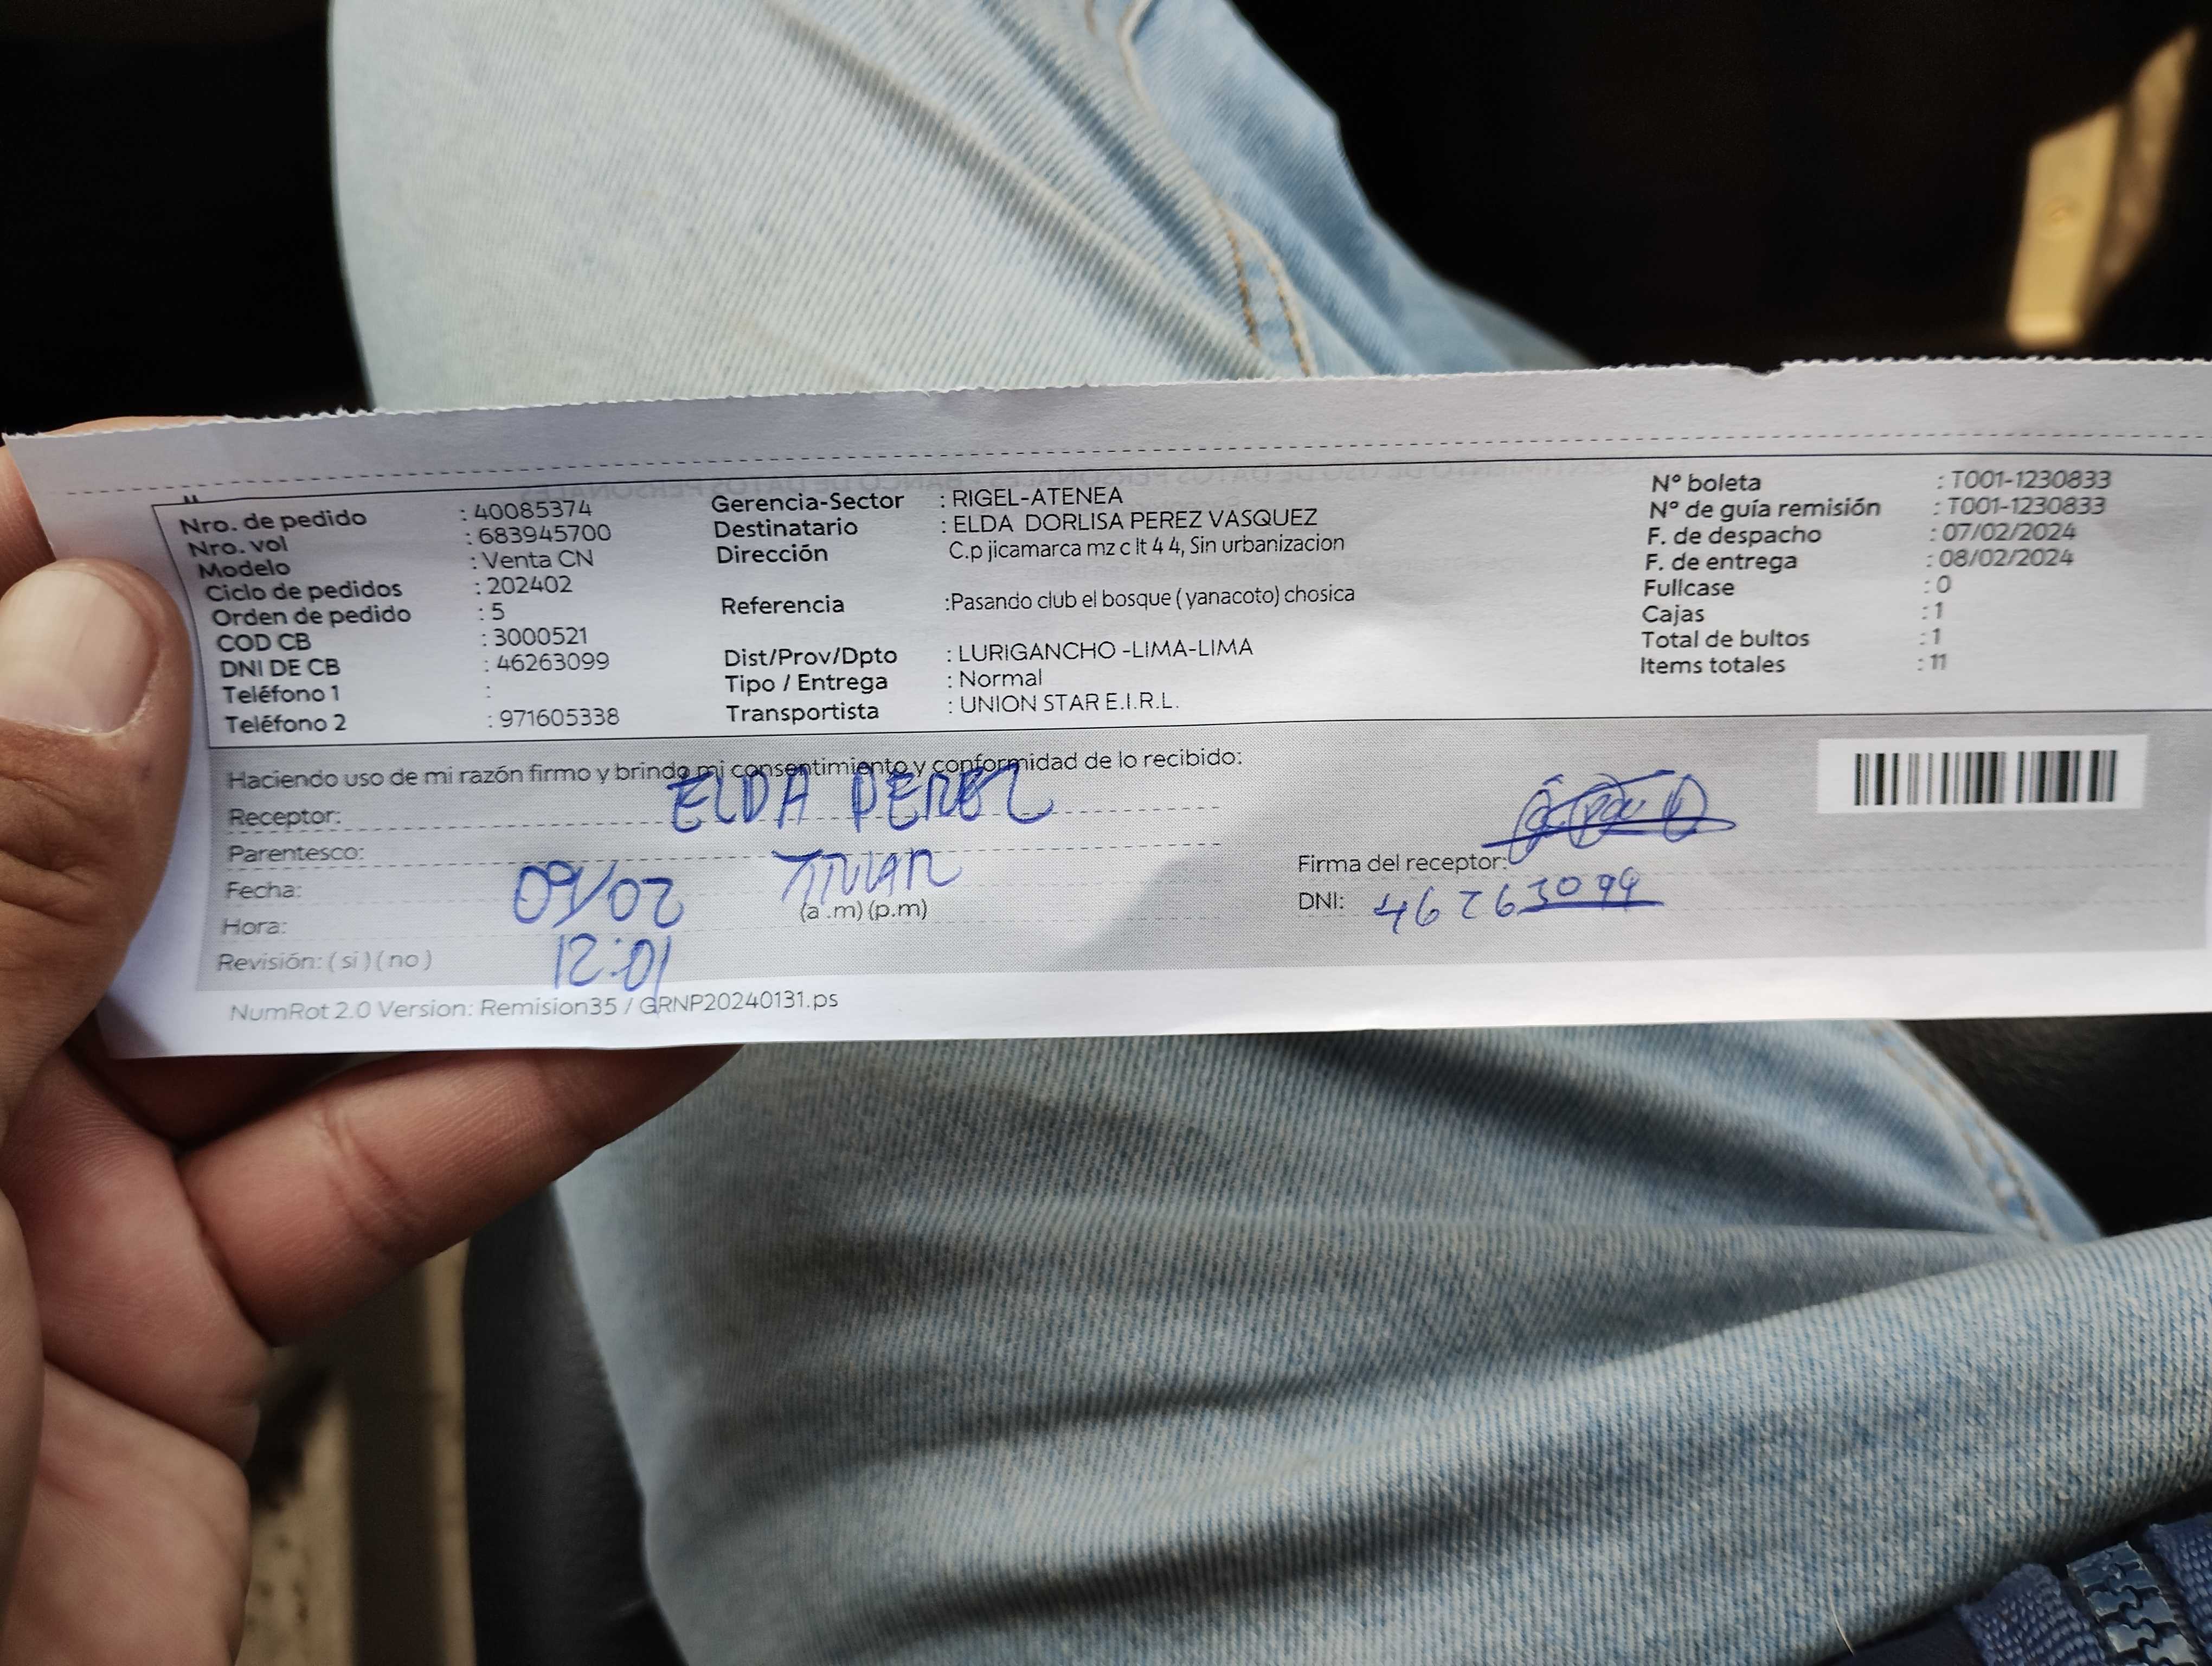 Nro. de pedido : 40085374
Nro. vol : 683945700
Modelo : Venta CN
Ciclo de pedidos : 202402
Orden de pedido : 5
COD CB : 3000521
DNI DE CB : 46263099
Teléfono 1 :
Teléfono 2 : 971605338
Gerencia-Sector : RIGEL-ATENEA
Destinatario : ELDA DORLISA PEREZ VASQUEZ
Dirección C.p jicamarca mz c lt 4 4, Sin urbanizacion
Referencia :Pasando club el bosque ( yanacoto) chosica
Dist/Prov/Dpto : LURIGANCHO -LIMA-LIMA
Tipo / Entrega : Normal
Transportista : UNION STAR E.I.R.L.
N° boleta : T001-1230833
N° de guía remisión : T001-1230833
F. de despacho : 07/02/2024
F. de entrega : 08/02/2024
Fullcase : 0
Cajas : 1
Total de bultos : 1
Items totales : 11
Haciendo uso de mi razón firmo y brindo mi consentimiento y conformidad de lo recibido:
Receptor: ELDA PEREZ
Parentesco: TITULAR
Fecha: 09/02
Hora: 12:01 (a .m) (p.m)
Revisión: ( si ) ( no )
Firma del receptor:
DNI: 46263099
NumRot 2.0 Version: Remision35 / GRNP20240131.ps